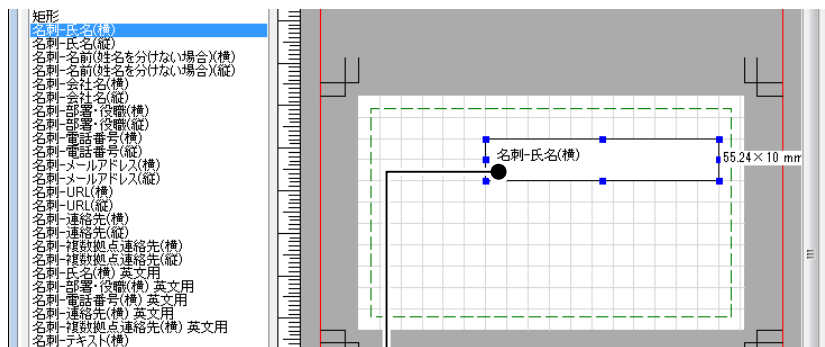 矩形
名刺-氏名(横)
名刺-氏名(縦)
名刺-名前(姓名を分けない場合)(横)
名刺-名前(姓名を分けない場合)(縦)
名刺-会社名(横)
名刺-会社名(縦)
名刺-部署・役職(横)
名刺-部署・役職(縦)
名刺-電話番号(横)
名刺-電話番号(縦)
名刺-メールアドレス(横)
名刺-メールアドレス(縦)
名刺-URL(横)
名刺-URL(縦)
名刺-連絡先(横)
名刺-連絡先(縦)
名刺-複数拠点連絡先(横)
名刺-複数拠点連絡先(縦)
名刺-氏名(横) 英文用
名刺-部署・役職(横) 英文用
名刺-電話番号(横) 英文用
名刺-連絡先(横) 英文用
名刺-複数拠点連絡先(横) 英文用
名刺-テキスト(横)
名刺-氏名(横)
55.24×10 mm